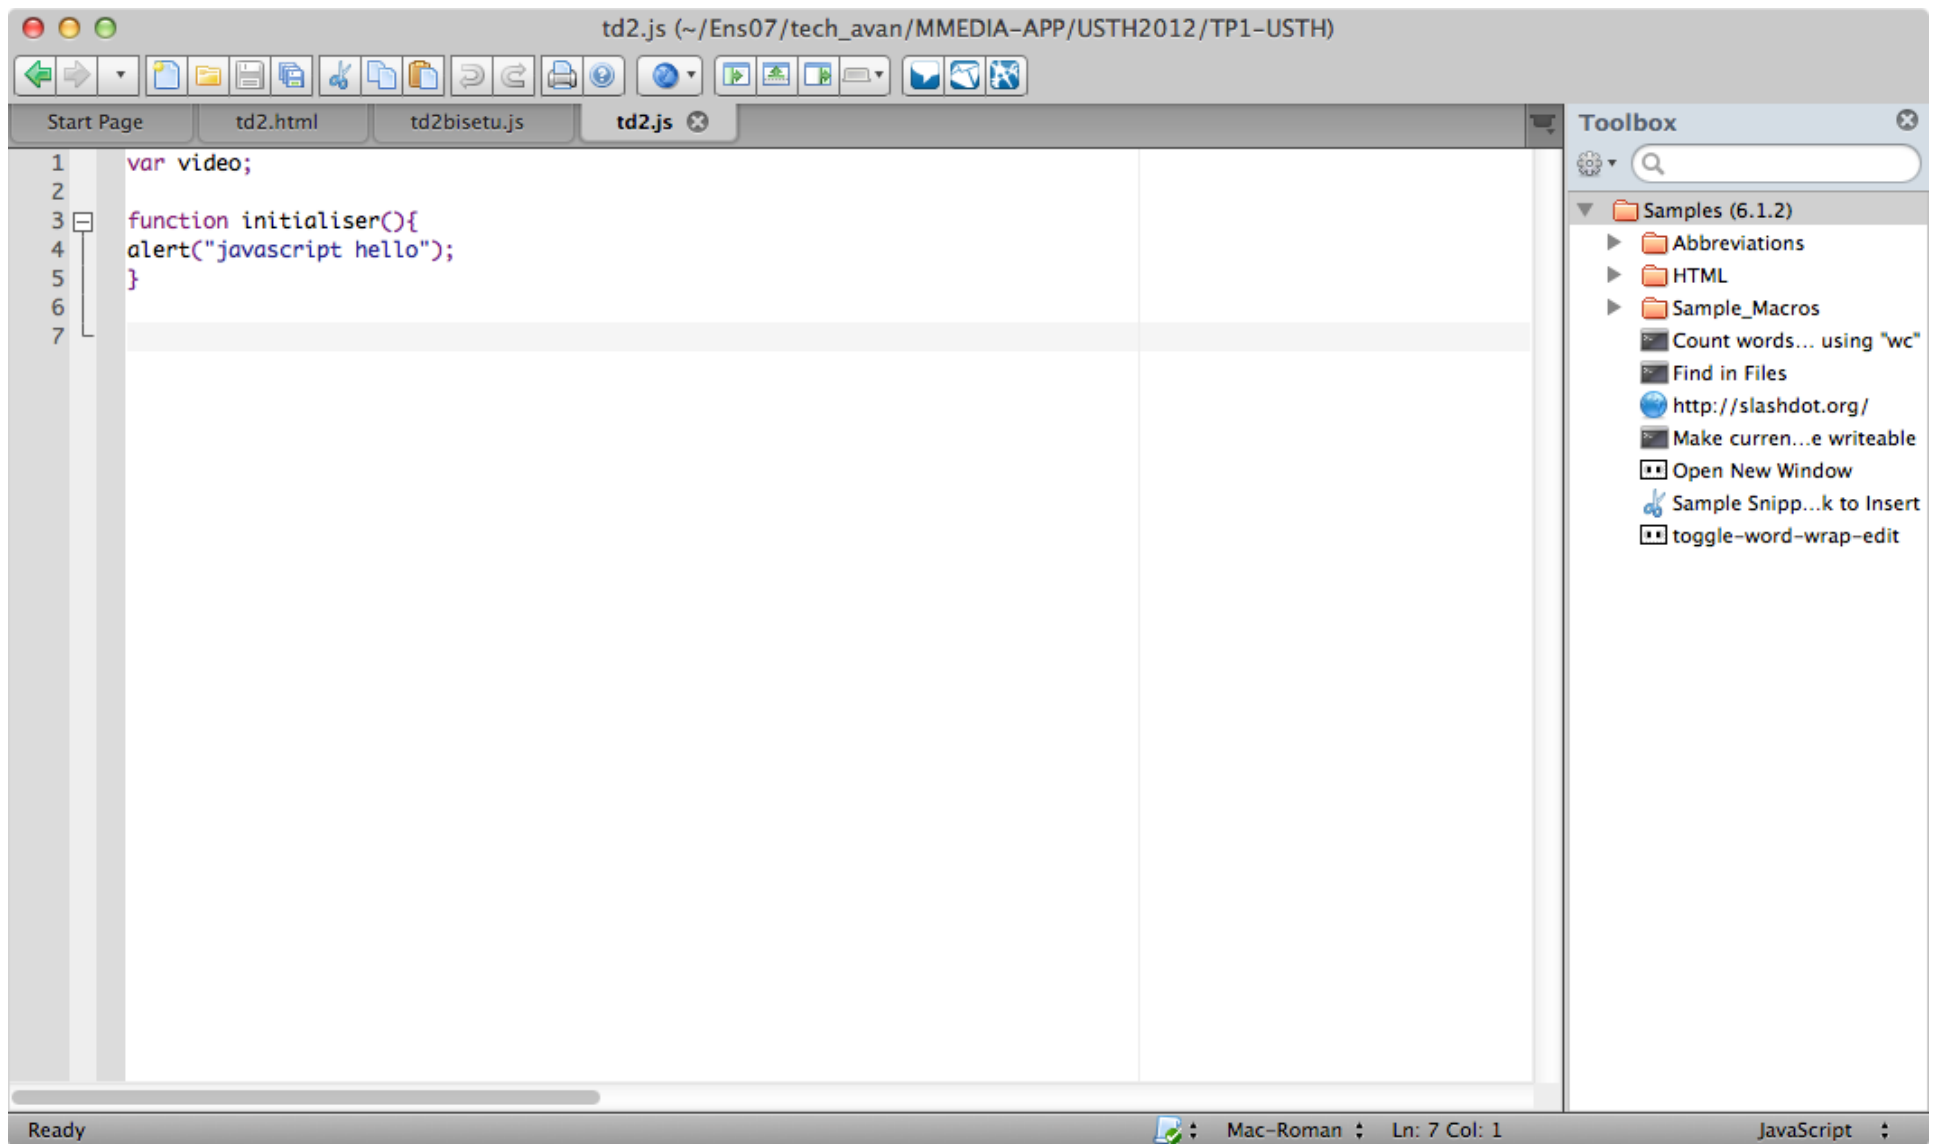 td2.js (~/Ens07/tech_avan/MMEDIA-APP/USTH2012/TP1-USTH)
Start Page td2.html td2bisetu.js td2.js
1 var video;
2
3 function initialiser(){
4 alert("javascript hello");
5 }
6
7
Toolbox
Samples (6.1.2)
Abbreviations
HTML
Sample_Macros
Count words... using "wc"
Find in Files
http://slashdot.org/
Make curren...e writeable
Open New Window
Sample Snipp...k to Insert
toggle-word-wrap-edit
Ready Mac-Roman Ln: 7 Col: 1 JavaScript